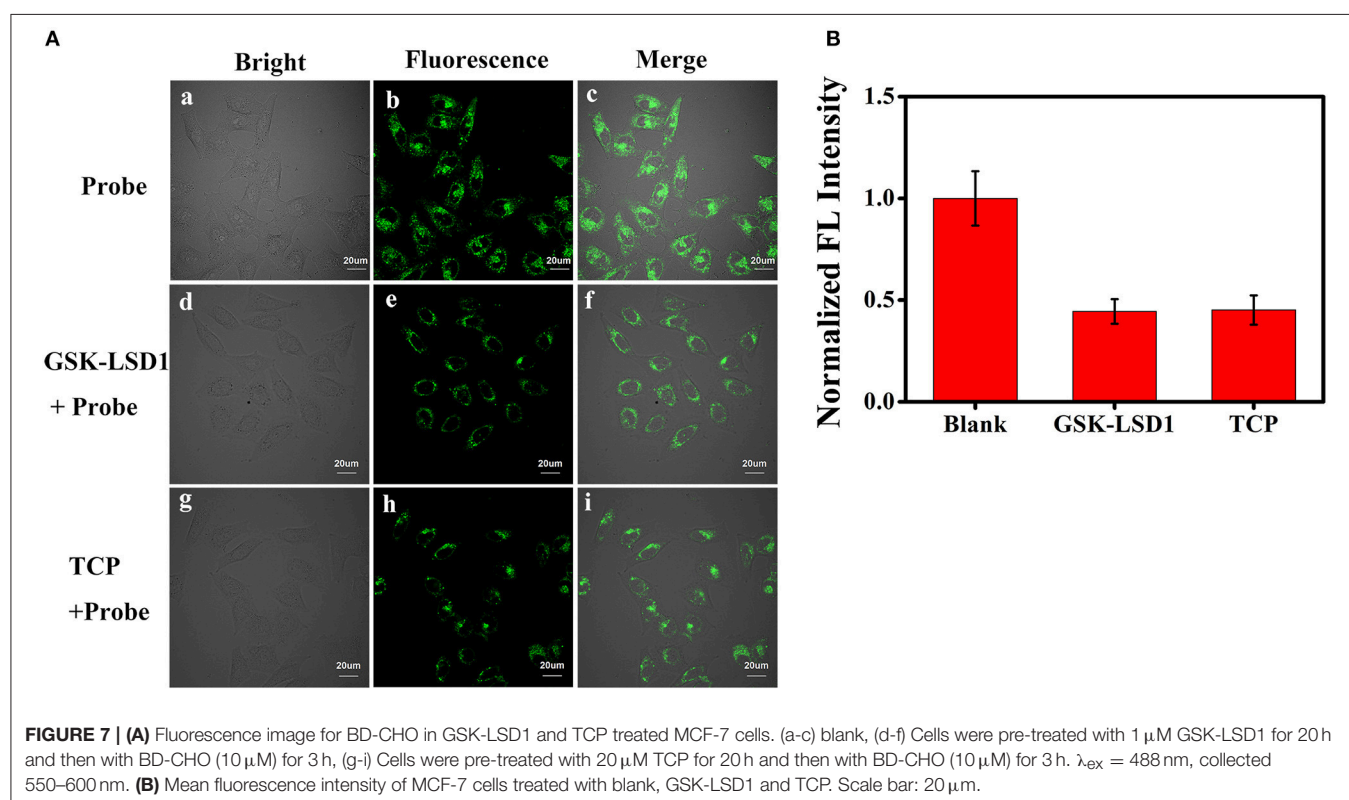 A
B
Bright
Fluorescence
Merge
a
b
c
Probe
20um
20um
20um
d
e
f
GSK-LSD1
+ Probe
20um
20um
20um
g
h
i
TCP
+Probe
20um
20um
20um
Normalized FL Intensity
1.5
1.0
0.5
0.0
Blank
GSK-LSD1
TCP
FIGURE 7 | (A) Fluorescence image for BD-CHO in GSK-LSD1 and TCP treated MCF-7 cells. (a-c) blank, (d-f) Cells were pre-treated with 1 μM GSK-LSD1 for 20 h
and then with BD-CHO (10 μM) for 3 h, (g-i) Cells were pre-treated with 20 μM TCP for 20 h and then with BD-CHO (10 μM) for 3 h. λex = 488 nm, collected
550–600 nm. (B) Mean fluorescence intensity of MCF-7 cells treated with blank, GSK-LSD1 and TCP. Scale bar: 20 μm.